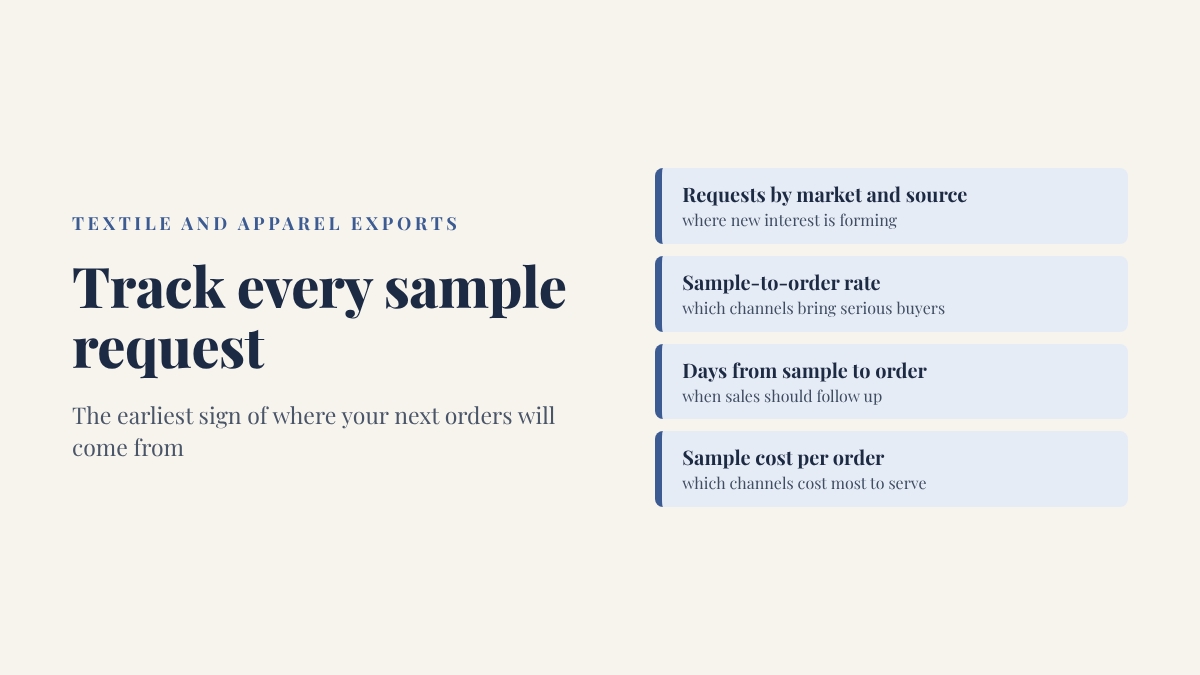 TEXTILE AND APPAREL EXPORTS
Track every sample
request
The earliest sign of where your next orders will
come from
Requests by market and source
where new interest is forming
Sample-to-order rate
which channels bring serious buyers
Days from sample to order
when sales should follow up
Sample cost per order
which channels cost most to serve